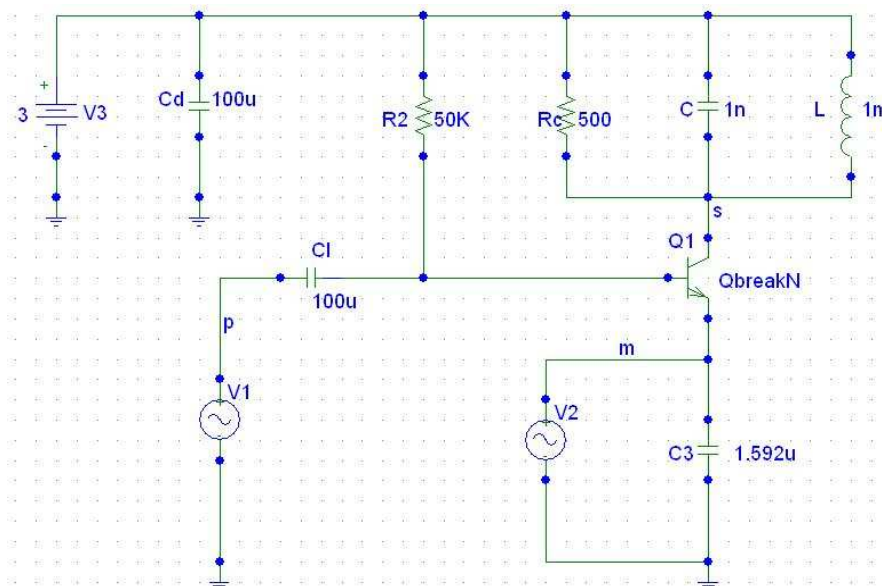 +
3
V3
-
Cd
100u
R2
50K
Rc
500
C
1n
L
1n
s
Q1
QbreakN
Cl
100u
p
V1
m
V2
C3
1.592u